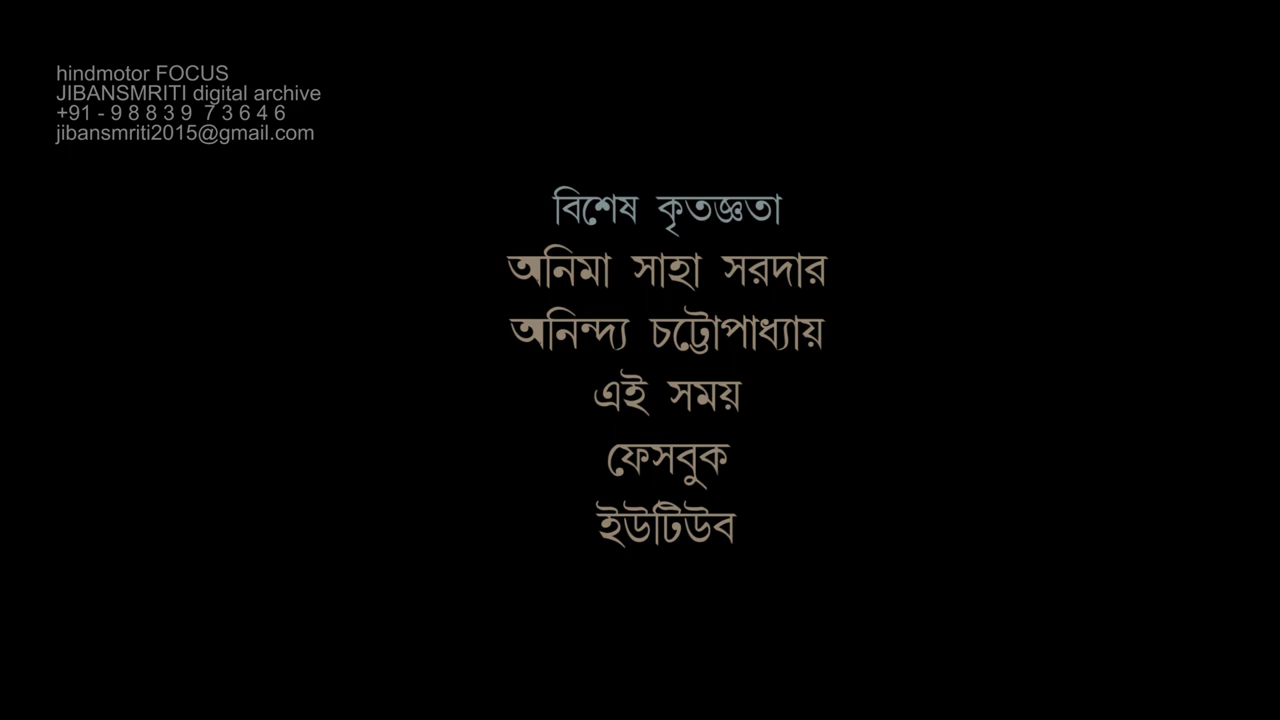 hindmotor FOCUS
JIBANSMRITI digital archive
+91 - 9 8 8 3 9  7 3 6 4 6
jibansmriti2015@gmail.com
বিশেষ কৃতজ্ঞতা
অনিমা সাহা সরদার
অনিন্দ্য চট্টোপাধ্যায়
এই সময়
ফেসবুক
ইউটিউব